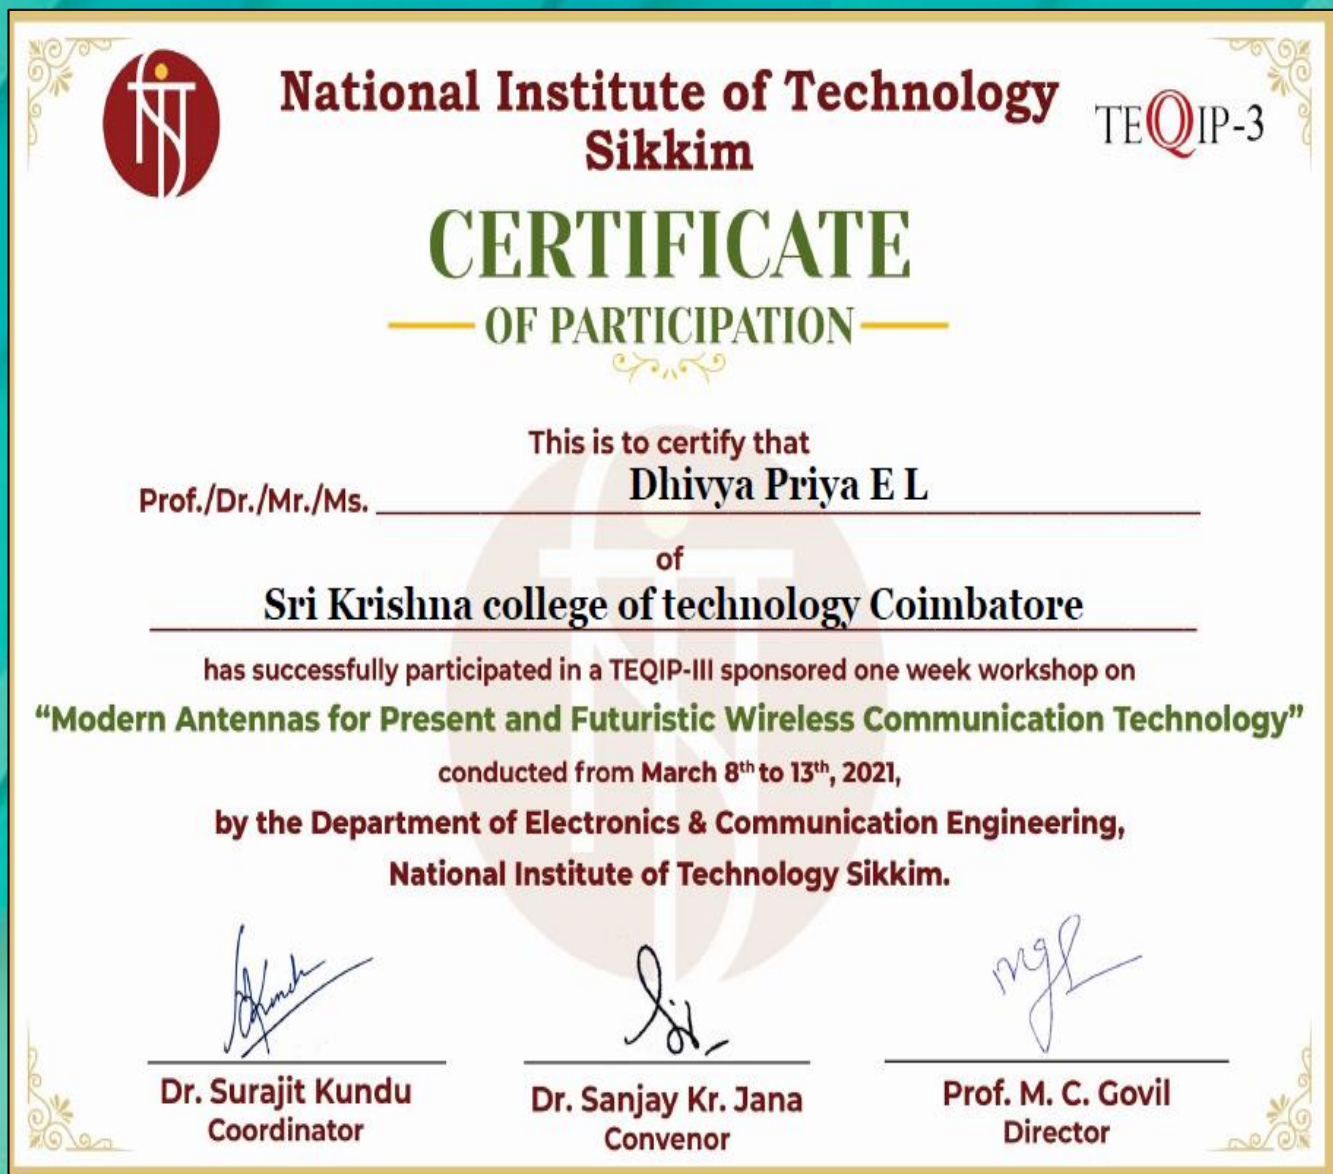 National Institute of Technology
Sikkim
TEQIP-3
CERTIFICATE
OF PARTICIPATION
This is to certify that
Prof./Dr./Mr./Ms. Dhivya Priya E L
of
Sri Krishna college of technology Coimbatore
has successfully participated in a TEQIP-III sponsored one week workshop on
“Modern Antennas for Present and Futuristic Wireless Communication Technology”
conducted from March 8th to 13th, 2021,
by the Department of Electronics & Communication Engineering,
National Institute of Technology Sikkim.
Dr. Surajit Kundu
Coordinator
Dr. Sanjay Kr. Jana
Convenor
Prof. M. C. Govil
Director